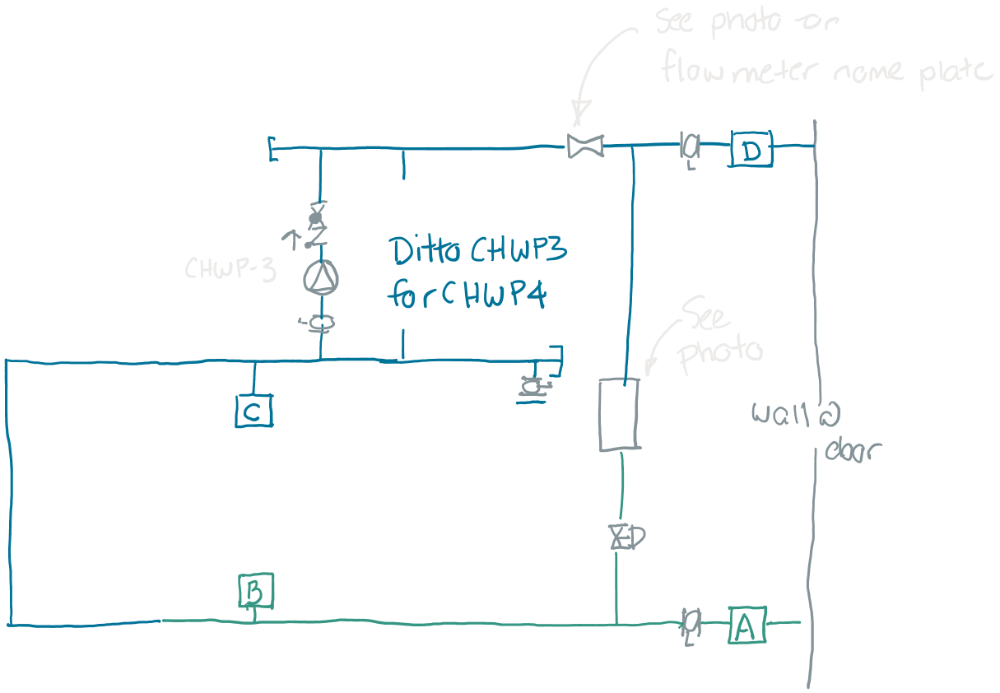 See photo or
flow meter name plate
D
CHWP-3
Ditto CHWP3
for CHWP4
See
photo
C
wall @
door
B
A